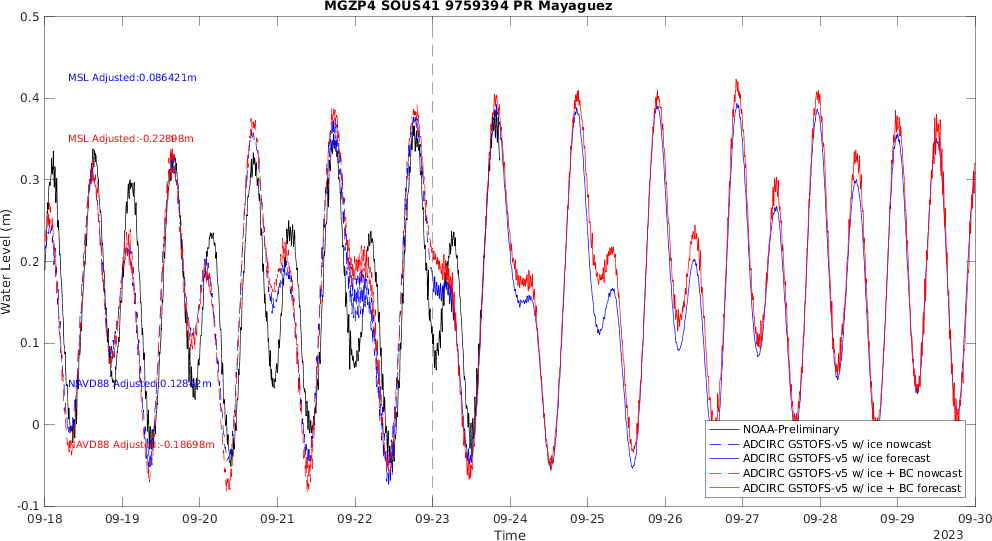 MGZP4 SOUS41 9759394 PR Mayaguez
0.5
0.4
0.3
0.2
0.1
0
-0.1
Water Level (m)
MSL Adjusted:0.086421m
MSL Adjusted:-0.22898m
NAVD88 Adjusted:0.12842m
NAVD88 Adjusted:-0.18698m
NOAA-Preliminary
ADCIRC GSTOFS-v5 w/ ice nowcast
ADCIRC GSTOFS-v5 w/ ice forecast
ADCIRC GSTOFS-v5 w/ ice + BC nowcast
ADCIRC GSTOFS-v5 w/ ice + BC forecast
09-18 09-19 09-20 09-21 09-22 09-23 09-24 09-25 09-26 09-27 09-28 09-29 09-30
Time
2023